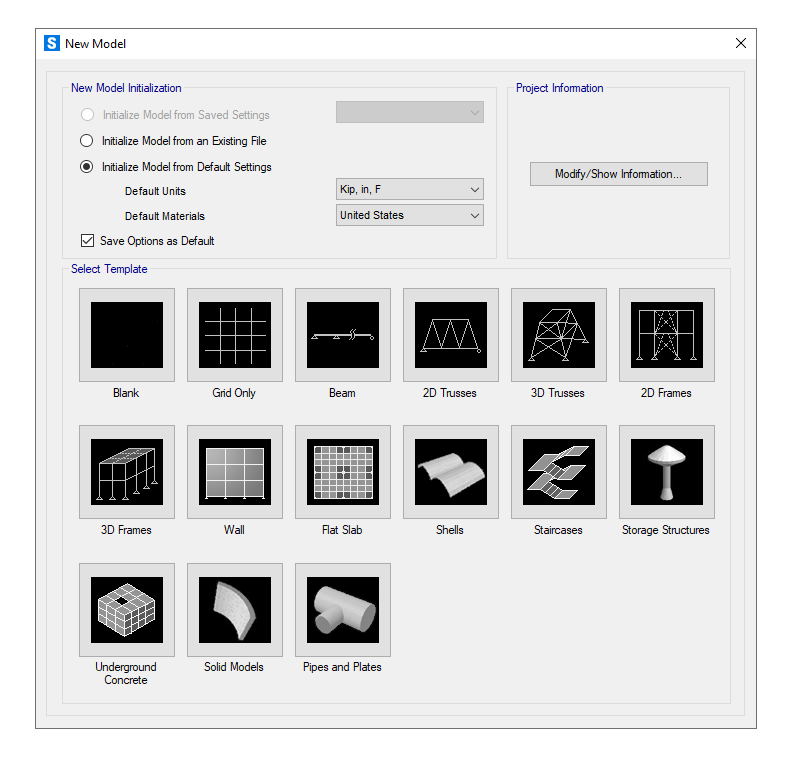 S New Model
New Model Initialization
Project Information
Initialize Model from Saved Settings
Initialize Model from an Existing File
Initialize Model from Default Settings
Modify/Show Information...
Default Units
Kip, in, F
Default Materials
United States
Save Options as Default
Select Template
Blank
Grid Only
Beam
2D Trusses
3D Trusses
2D Frames
3D Frames
Wall
Flat Slab
Shells
Staircases
Storage Structures
Underground
Concrete
Solid Models
Pipes and Plates